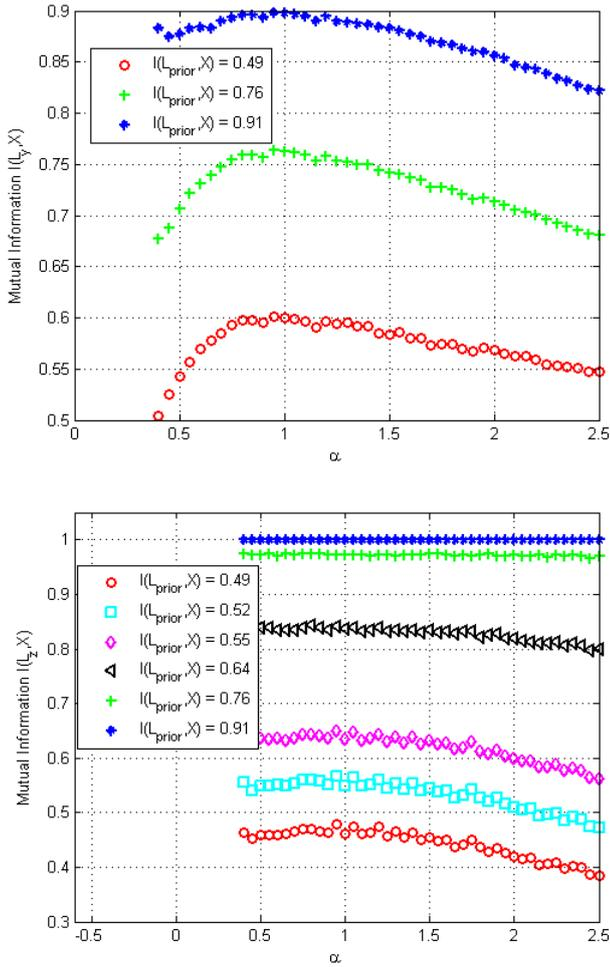 0.9
0.85
0.8
0.75
0.7
0.65
0.6
0.55
0.5
Mutual Information I(L_y,X)
I(L_prior,X) = 0.49
I(L_prior,X) = 0.76
I(L_prior,X) = 0.91
0 0.5 1 1.5 2 2.5
α
1
0.9
0.8
0.7
0.6
0.5
0.4
0.3
Mutual Information I(L_z,X)
I(L_prior,X) = 0.49
I(L_prior,X) = 0.52
I(L_prior,X) = 0.55
I(L_prior,X) = 0.64
I(L_prior,X) = 0.76
I(L_prior,X) = 0.91
-0.5 0 0.5 1 1.5 2 2.5
α